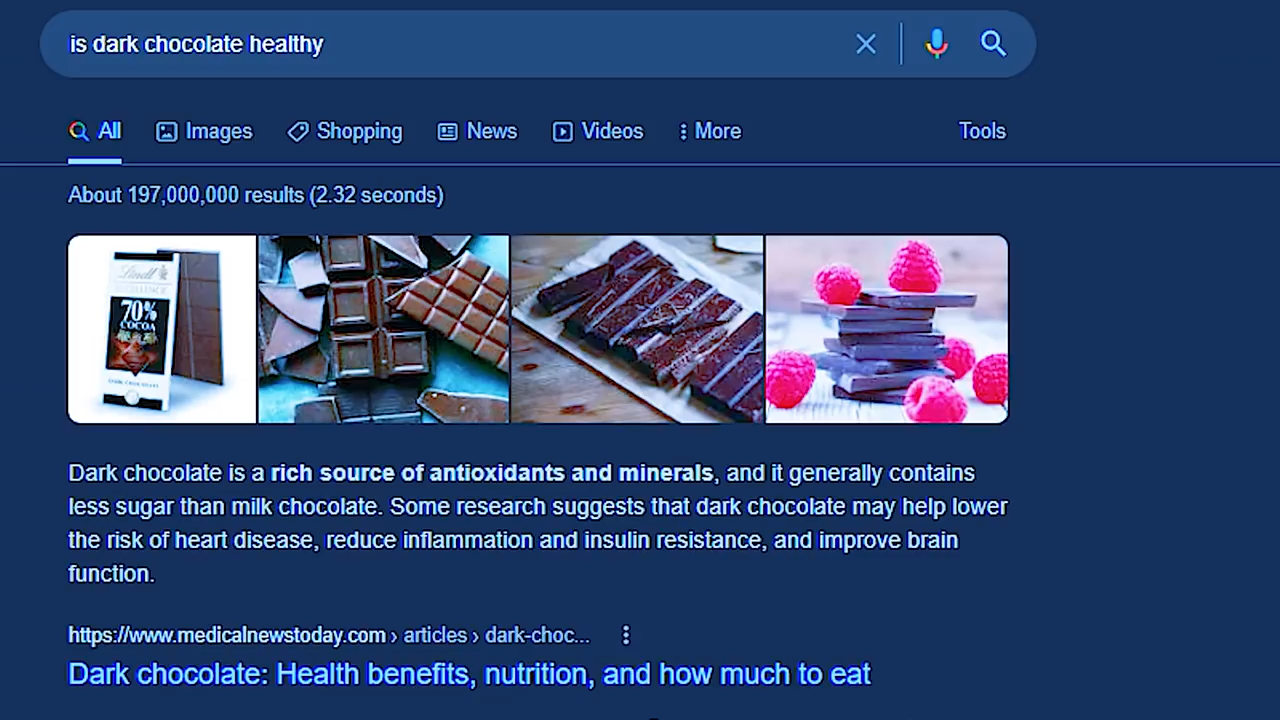 is dark chocolate healthy
All Images Shopping News Videos More Tools
About 197,000,000 results (2.32 seconds)
Lindt
EXCELLENCE
70%
COCOA
Dark chocolate is a rich source of antioxidants and minerals, and it generally contains
less sugar than milk chocolate. Some research suggests that dark chocolate may help lower
the risk of heart disease, reduce inflammation and insulin resistance, and improve brain
function.
https://www.medicalnewstoday.com › articles › dark-choc...
Dark chocolate: Health benefits, nutrition, and how much to eat